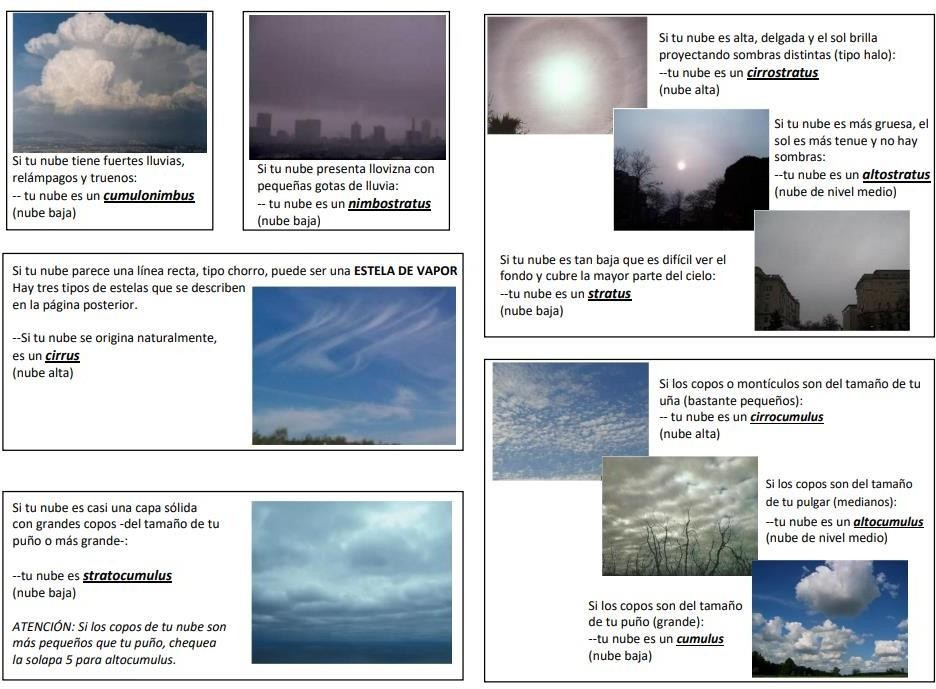 Si tu nube tiene fuertes lluvias,
relámpagos y truenos:
-- tu nube es un cumulonimbus
(nube baja)
Si tu nube presenta llovizna con
pequeñas gotas de lluvia:
-- tu nube es un nimbostratus
(nube baja)
Si tu nube parece una línea recta, tipo chorro, puede ser una ESTELA DE VAPOR
Hay tres tipos de estelas que se describen
en la página posterior.
--Si tu nube se origina naturalmente,
es un cirrus
(nube alta)
Si tu nube es casi una capa sólida
con grandes copos -del tamaño de tu
puño o más grande-:
--tu nube es stratocumulus
(nube baja)
ATENCIÓN: Si los copos de tu nube son
más pequeños que tu puño, chequea
la solapa 5 para altocumulus.
Si tu nube es alta, delgada y el sol brilla
proyectando sombras distintas (tipo halo):
--tu nube es un cirrostratus
(nube alta)
Si tu nube es más gruesa, el
sol es más tenue y no hay
sombras:
--tu nube es un altostratus
(nube de nivel medio)
Si tu nube es tan baja que es difícil ver el
fondo y cubre la mayor parte del cielo:
--tu nube es un stratus
(nube baja)
Si los copos o montículos son del tamaño de tu
uña (bastante pequeños):
-- tu nube es un cirrocumulus
(nube alta)
Si los copos son del tamaño
de tu pulgar (medianos):
--tu nube es un altocumulus
(nube de nivel medio)
Si los copos son del tamaño
de tu puño (grande):
--tu nube es un cumulus
(nube baja)